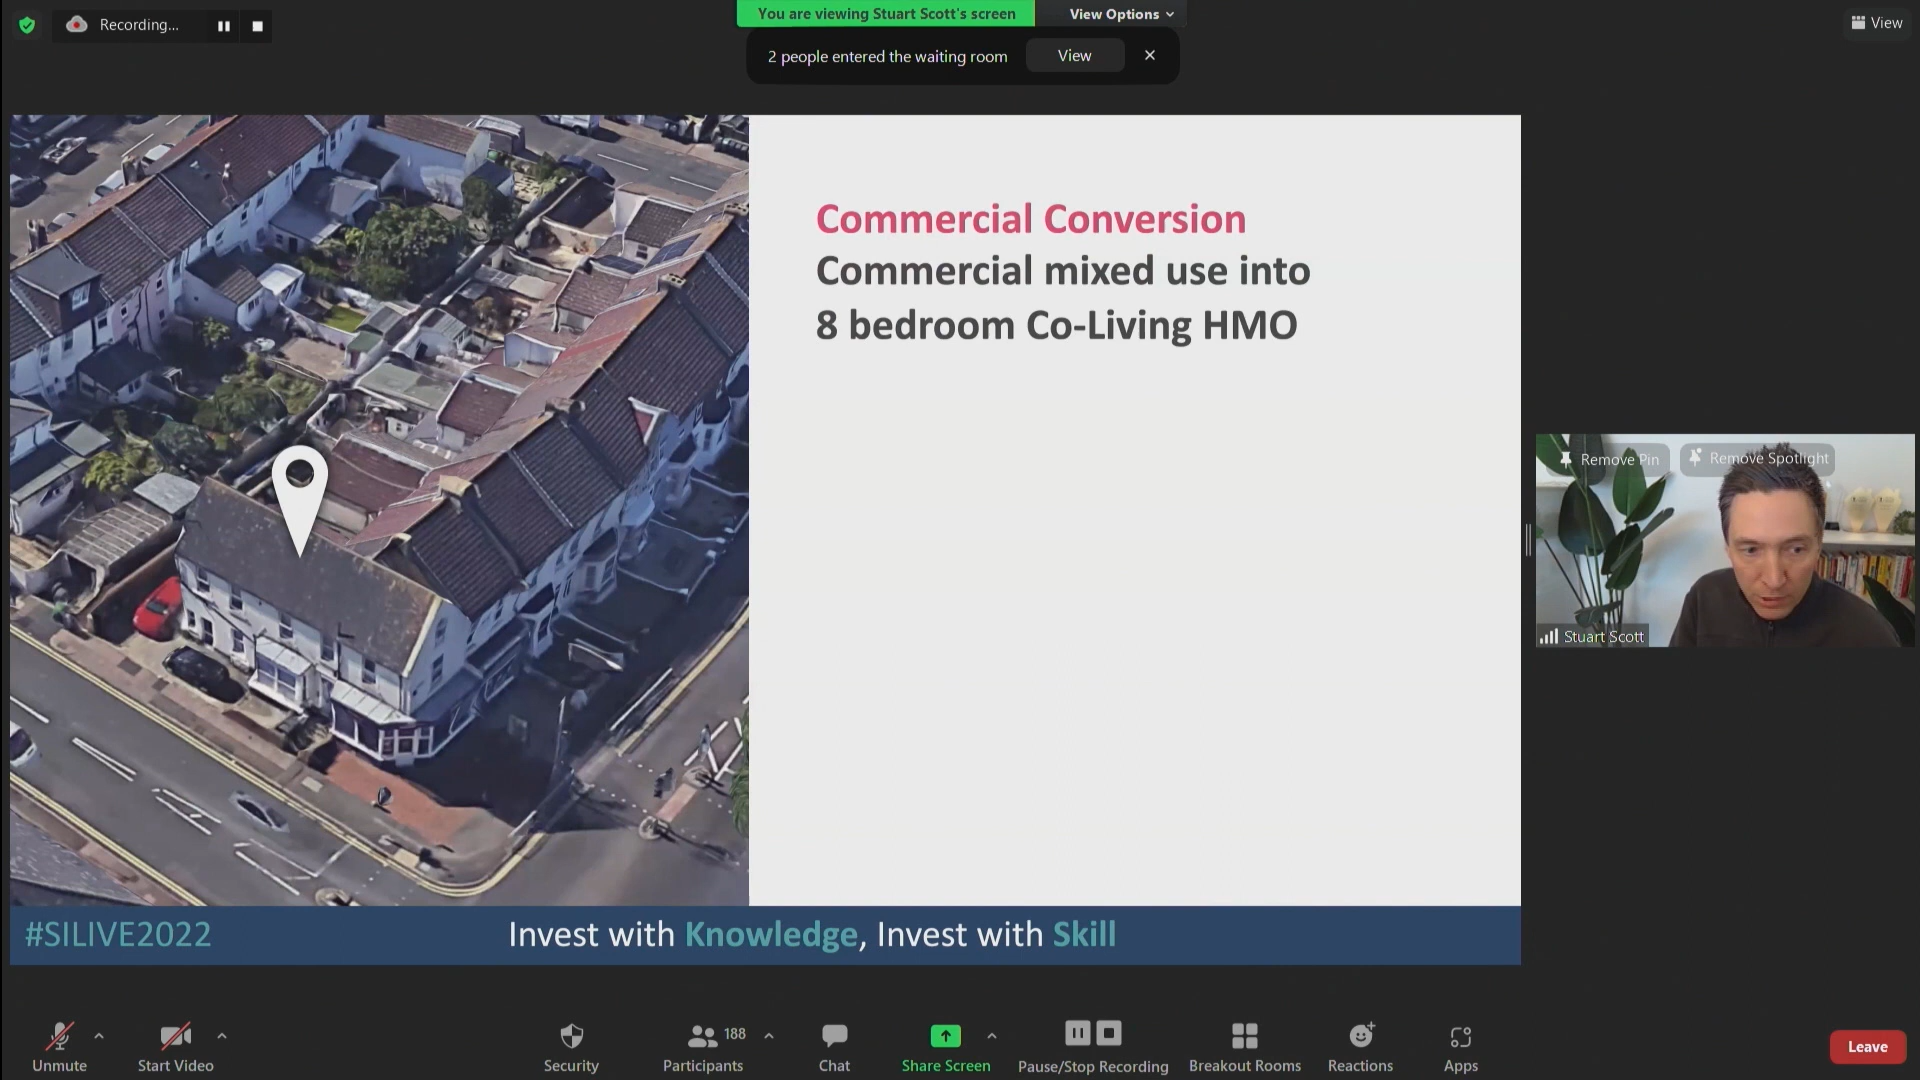 Recording...
You are viewing Stuart Scott's screen
View Options
View
2 people entered the waiting room
View
Commercial Conversion
Commercial mixed use into
8 bedroom Co-Living HMO
Remove Pin
Remove Spotlight
Stuart Scott
#SILIVE2022
Invest with Knowledge, Invest with Skill
Unmute
Start Video
Security
188
Participants
Chat
Share Screen
Pause/Stop Recording
Breakout Rooms
Reactions
Apps
Leave